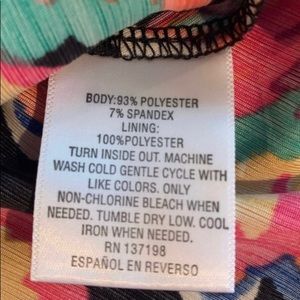 BODY:93% POLYESTER
7% SPANDEX
LINING:
100%POLYESTER
TURN INSIDE OUT. MACHINE
WASH COLD GENTLE CYCLE WITH
LIKE COLORS. ONLY
NON-CHLORINE BLEACH WHEN
NEEDED. TUMBLE DRY LOW. COOL
IRON WHEN NEEDED.
RN 137198
ESPAÑOL EN REVERSO